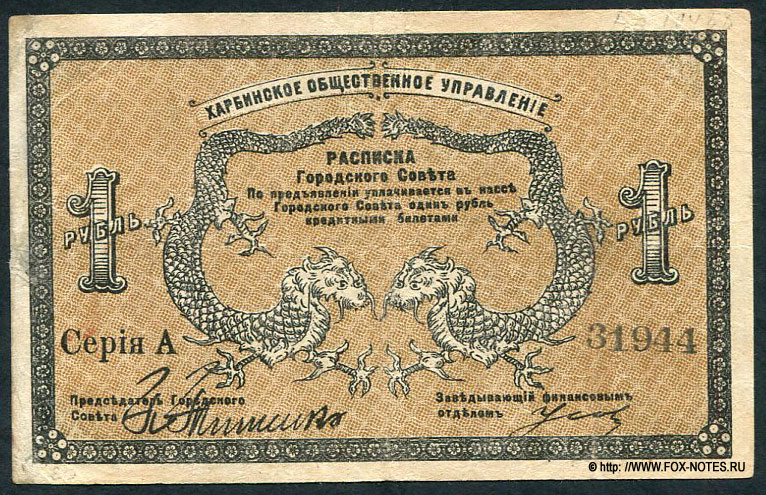 ХАРБИНСКОЕ ОБЩЕСТВЕННОЕ УПРАВЛЕНІЕ
РАСПИСКА
Городского Совѣта
По предъявленіи уплачивается въ кассѣ
Городского Совѣта одинъ рубль
кредитными билетами
1 РУБЛЬ
1 РУБЛЬ
Серія А
31944
Предсѣдатель Городского
Совѣта
Завѣдывающій финансовымъ
отдѣломъ
© http: //WWW.FOX-NOTES.RU